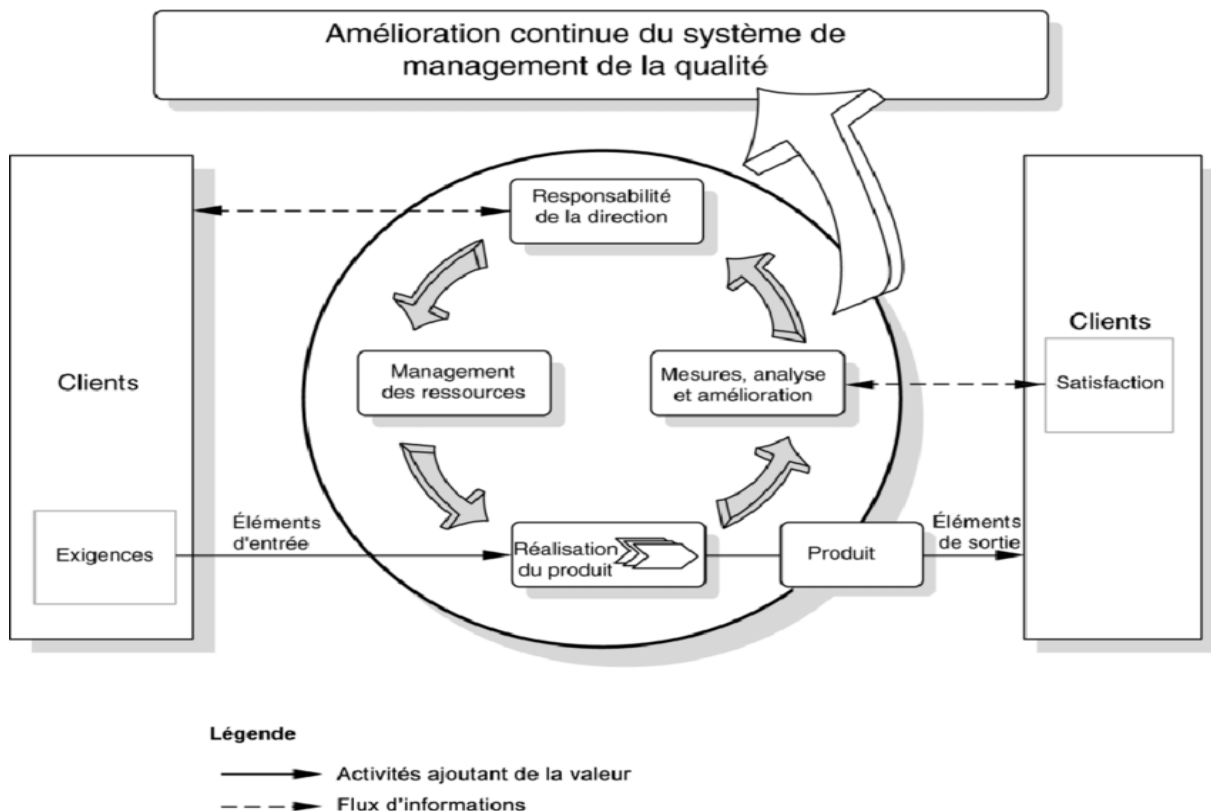 Amélioration continue du système de
management de la qualité
Responsabilité
de la direction
Clients
Management
des ressources
Mesures, analyse
et amélioration
Clients
Satisfaction
Exigences
Éléments
d'entrée
Réalisation
du produit
Produit
Éléments
de sortie
Légende
Activités ajoutant de la valeur
Flux d'informations